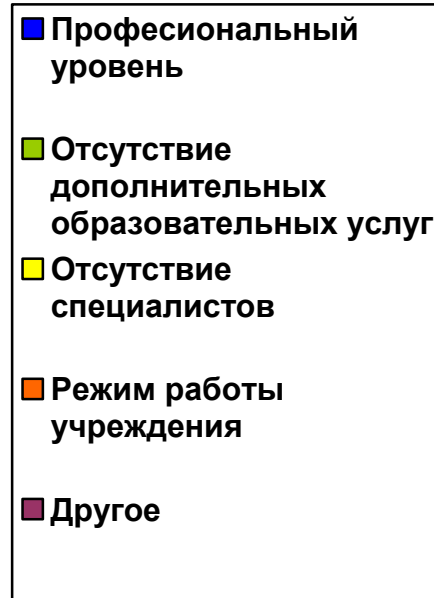 Професиональный
уровень
Отсутствие
дополнительных
образовательных услуг
Отсутствие
специалистов
Режим работы
учреждения
Другое